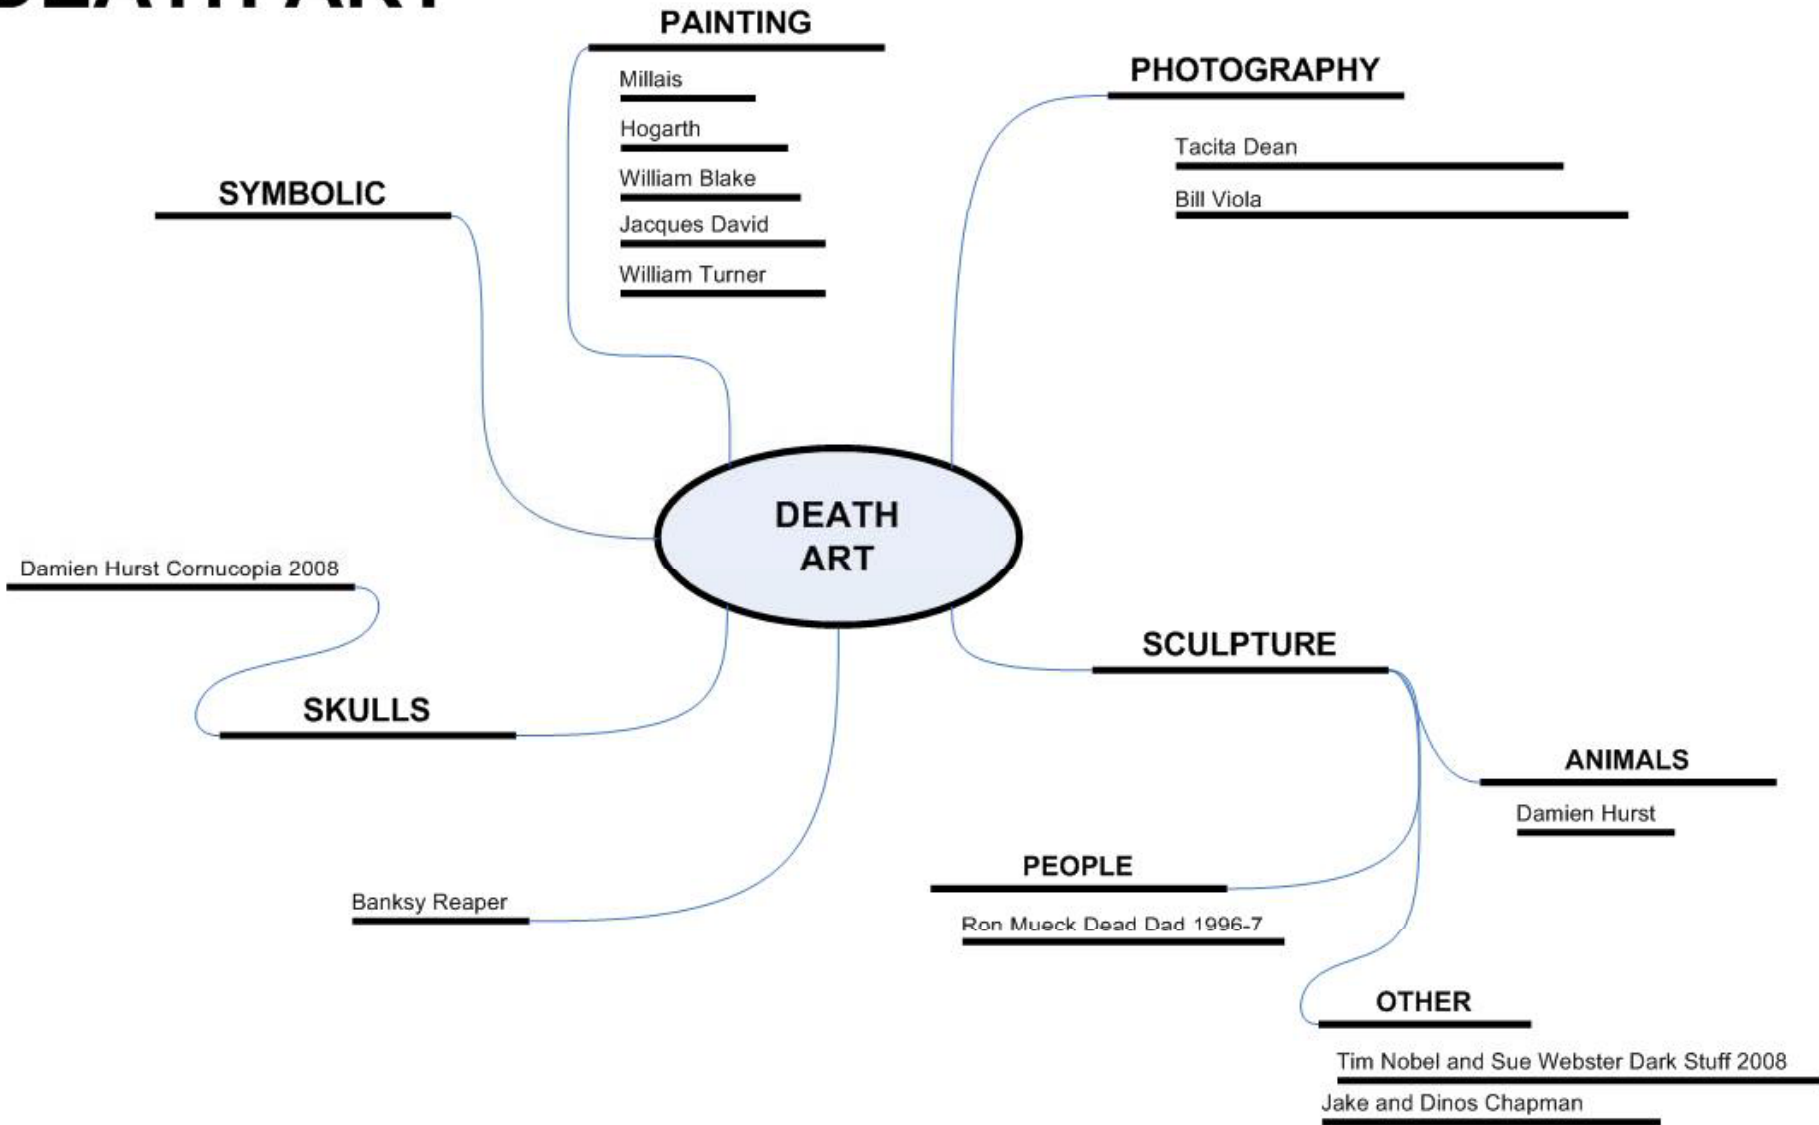 DEATH ART
PAINTING
Millais
Hogarth
William Blake
Jacques David
William Turner
PHOTOGRAPHY
Tacita Dean
Bill Viola
SYMBOLIC
DEATH
ART
Damien Hurst Cornucopia 2008
SKULLS
Banksy Reaper
SCULPTURE
ANIMALS
Damien Hurst
PEOPLE
Ron Mueck Dead Dad 1996-7
OTHER
Tim Nobel and Sue Webster Dark Stuff 2008
Jake and Dinos Chapman